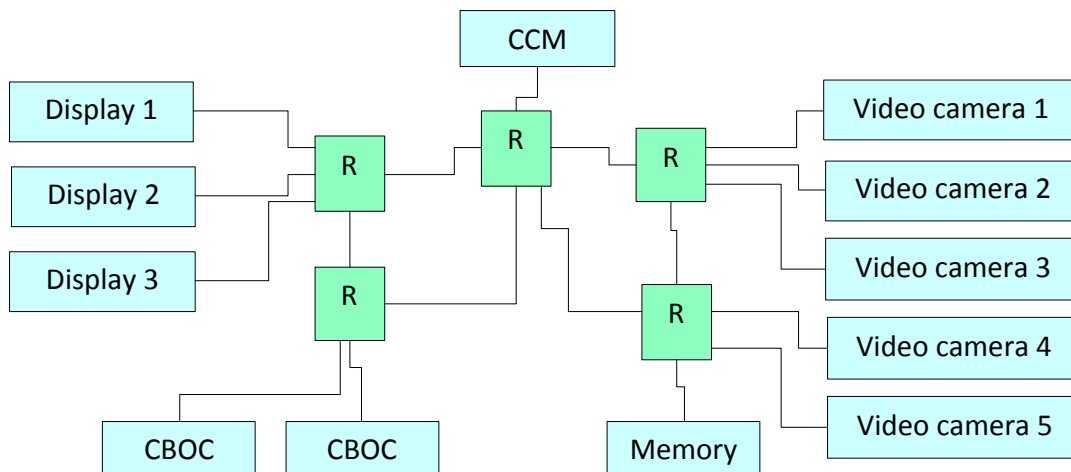 CCM
Display 1
R
Video camera 1
R
R
Display 2
Video camera 2
Display 3
R
Video camera 3
R
Video camera 4
CBOC
CBOC
Memory
Video camera 5